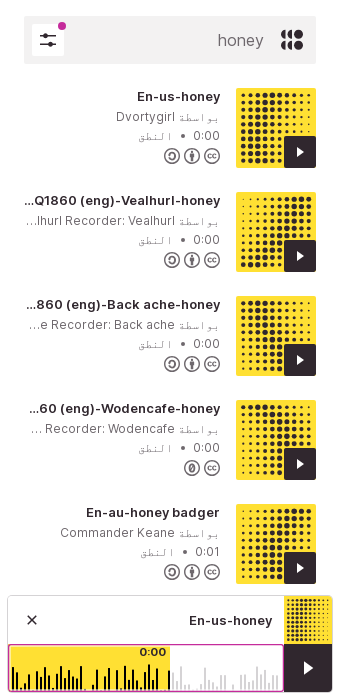 honey
En-us-honey
بواسطة Dvortygirl
0:00 • النطق
...Q1860 (eng)-Vealhurl-honey
بواسطة lhurl Recorder: Vealhurl...
0:00 • النطق
...860 (eng)-Back ache-honey
بواسطة e Recorder: Back ache...
0:00 • النطق
...60 (eng)-Wodencafe-honey
بواسطة Recorder: Wodencafe ...
0:00 • النطق
En-au-honey badger
بواسطة Commander Keane
0:01 • النطق
En-us-honey
0:00